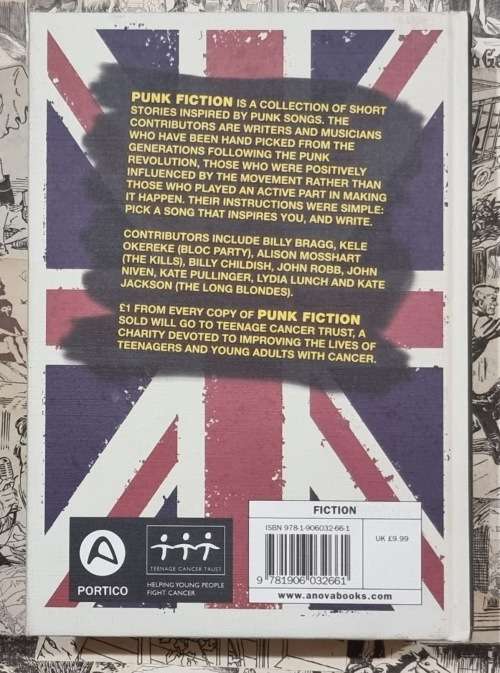 PUNK FICTION IS A COLLECTION OF SHORT
STORIES INSPIRED BY PUNK SONGS. THE
CONTRIBUTORS ARE WRITERS AND MUSICIANS
WHO HAVE BEEN HAND PICKED FROM THE
GENERATIONS FOLLOWING THE PUNK
REVOLUTION, THOSE WHO WERE POSITIVELY
INFLUENCED BY THE MOVEMENT RATHER THAN
THOSE WHO PLAYED AN ACTIVE PART IN MAKING
IT HAPPEN. THEIR INSTRUCTIONS WERE SIMPLE:
PICK A SONG THAT INSPIRES YOU, AND WRITE.
CONTRIBUTORS INCLUDE BILLY BRAGG, KELE
OKEREKE (BLOC PARTY), ALISON MOSSHART
(THE KILLS), BILLY CHILDISH, JOHN ROBB, JOHN
NIVEN, KATE PULLINGER, LYDIA LUNCH AND KATE
JACKSON (THE LONG BLONDES).
£1 FROM EVERY COPY OF PUNK FICTION
SOLD WILL GO TO TEENAGE CANCER TRUST, A
CHARITY DEVOTED TO IMPROVING THE LIVES OF
TEENAGERS AND YOUNG ADULTS WITH CANCER.
PORTICO
TEENAGE CANCER TRUST
HELPING YOUNG PEOPLE
FIGHT CANCER
FICTION
ISBN 978-1-906032-66-1
UK £9.99
9 781906 032661
www.anovabooks.com